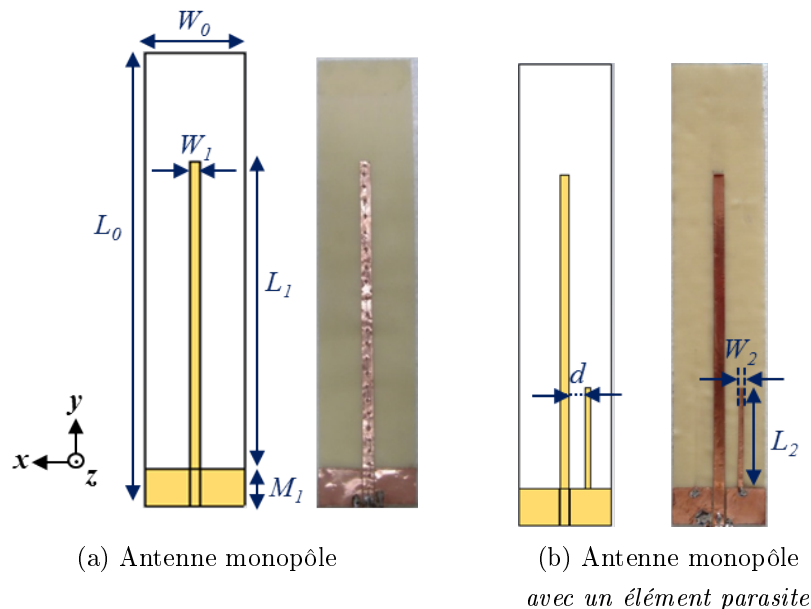 W₀
W₁
L₀
L₁
W₂
d
y
x
z
M₁
L₂
(a) Antenne monopôle
(b) Antenne monopôle
avec un élément parasite